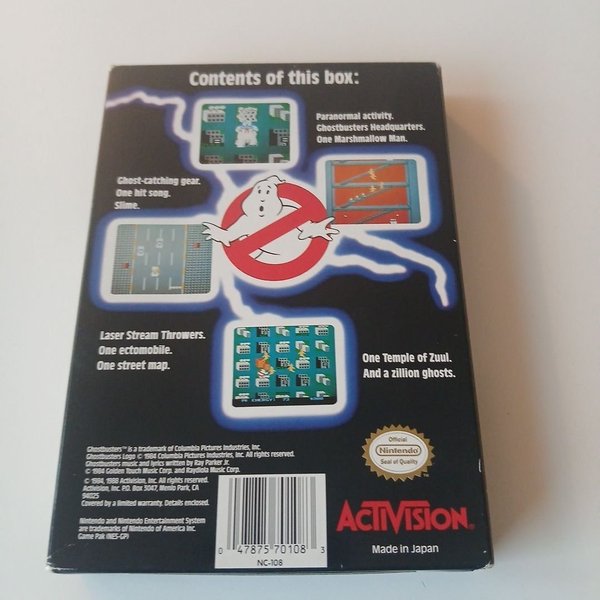 Contents of this box:
Paranormal activity.
Ghostbusters Headquarters.
One Marshmallow Man.
Ghost-catching gear.
One hit song.
Slime.
Laser Stream Throwers.
One ectomobile.
One street map.
One Temple of Zuul.
And a zillion ghosts.
Ghostbusters™ is a trademark of Columbia Pictures Industries, Inc.
Ghostbusters Logo © 1984 Columbia Pictures Industries, Inc. All rights reserved.
Ghostbusters music and lyrics written by Ray Parker Jr.
© 1984 Golden Touch Music Corp. and Raydiola Music Corp.
© 1984, 1988 Activision, Inc. All rights reserved.
Activision, Inc. P.O. Box 3047, Menlo Park, CA
94025
Covered by a limited warranty. Details enclosed.
Nintendo and Nintendo Entertainment System
are trademarks of Nintendo of America Inc.
Game Pak (NES-GP)
0 47875 70108 3
NC-108
Official
Nintendo
Seal of Quality
ACTIVISION.
Made in Japan